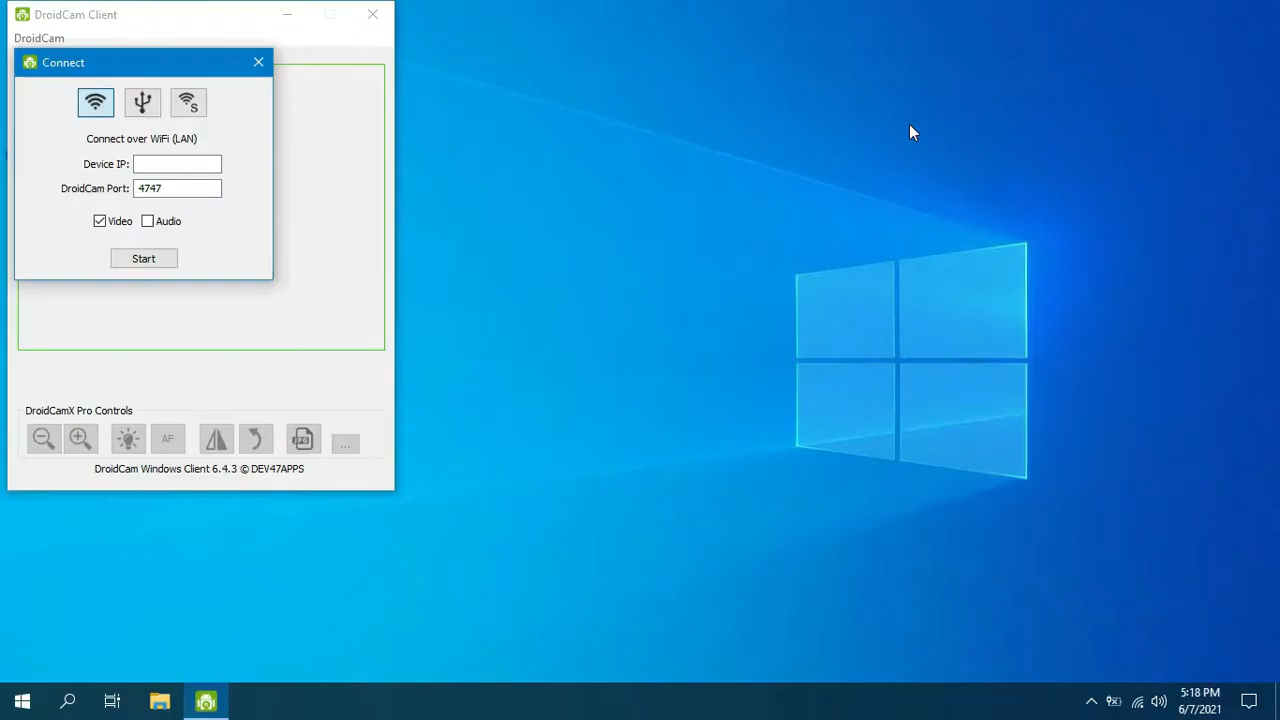 DroidCam Client
DroidCam
Connect
S
Connect over WiFi (LAN)
Device IP:
DroidCam Port: 4747
Video Audio
Start
DroidCamX Pro Controls
AF
JPG
...
DroidCam Windows Client 6.4.3 © DEV47APPS
5:18 PM
6/7/2021